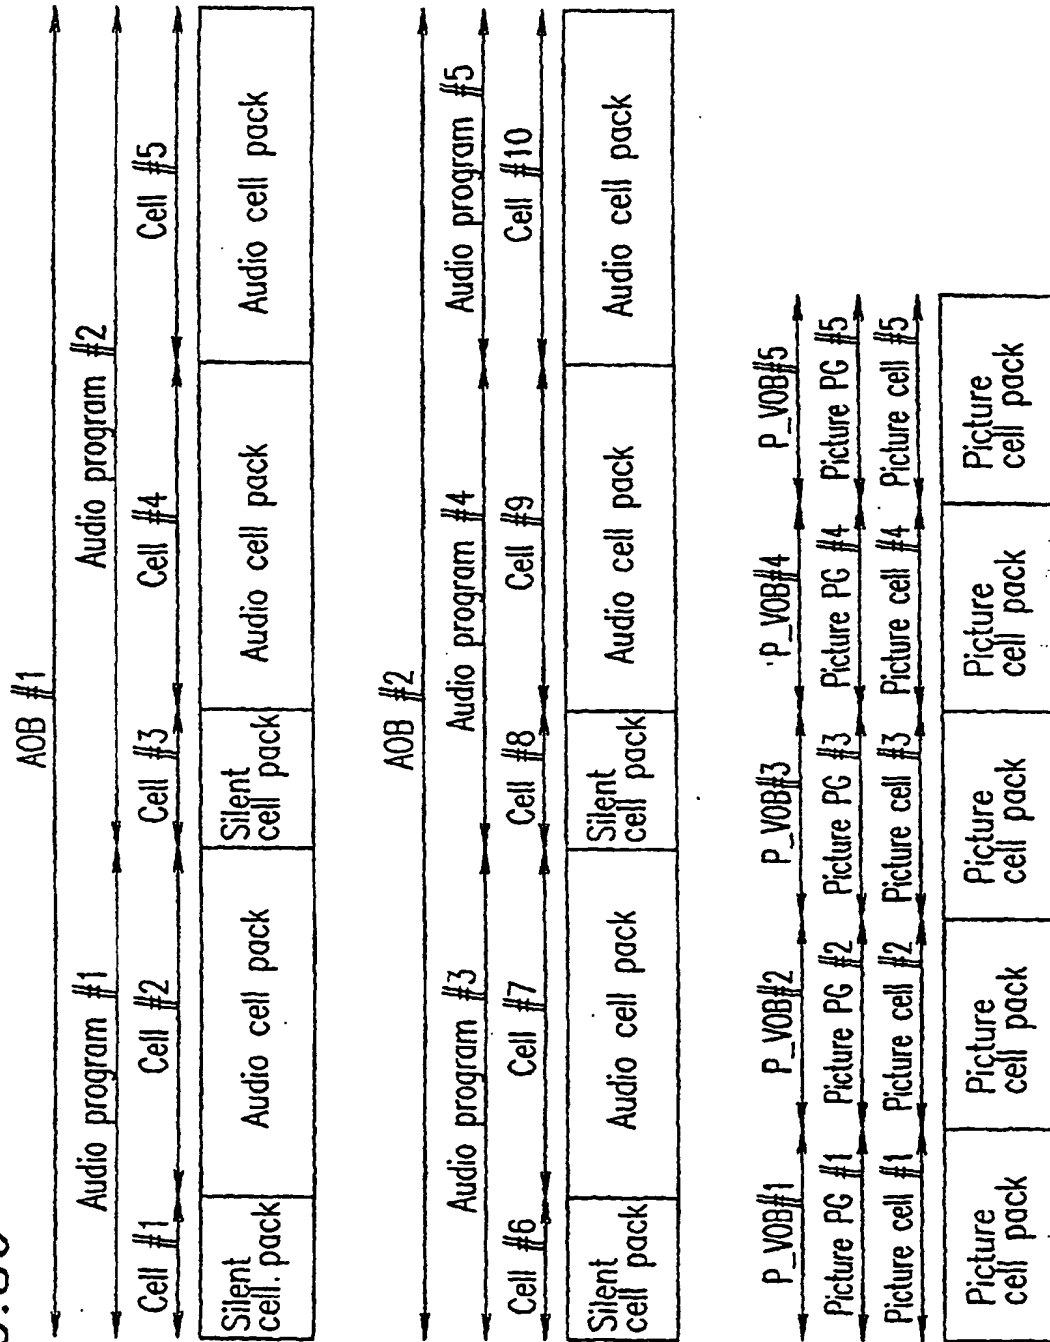 AOB #1
Audio program #1
Audio program #2
Cell #1
Cell #2
Cell #3
Cell #4
Cell #5
Silent
cell. pack
Audio cell pack
Silent
cell pack
Audio cell pack
Audio cell pack
AOB #2
Audio program #3
Audio program #4
Audio program #5
Cell #6
Cell #7
Cell #8
Cell #9
Cell #10
Silent
cell pack
Audio cell pack
Silent
cell pack
Audio cell pack
Audio cell pack
P_VOB#1
P_VOB#2
P_VOB#3
P_VOB#4
P_VOB#5
Picture PG #1
Picture PG #2
Picture PG #3
Picture PG #4
Picture PG #5
Picture cell #1
Picture cell #2
Picture cell #3
Picture cell #4
Picture cell #5
Picture
cell pack
Picture
cell pack
Picture
cell pack
Picture
cell pack
Picture
cell pack